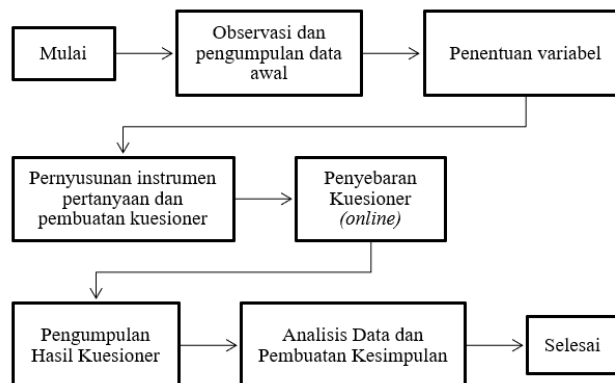 Mulai
Observasi dan
pengumpulan data
awal
Penentuan variabel
Pernyusunan instrumen
pertanyaan dan
pembuatan kuesioner
Penyebaran
Kuesioner
(online)
Pengumpulan
Hasil Kuesioner
Analisis Data dan
Pembuatan Kesimpulan
Selesai